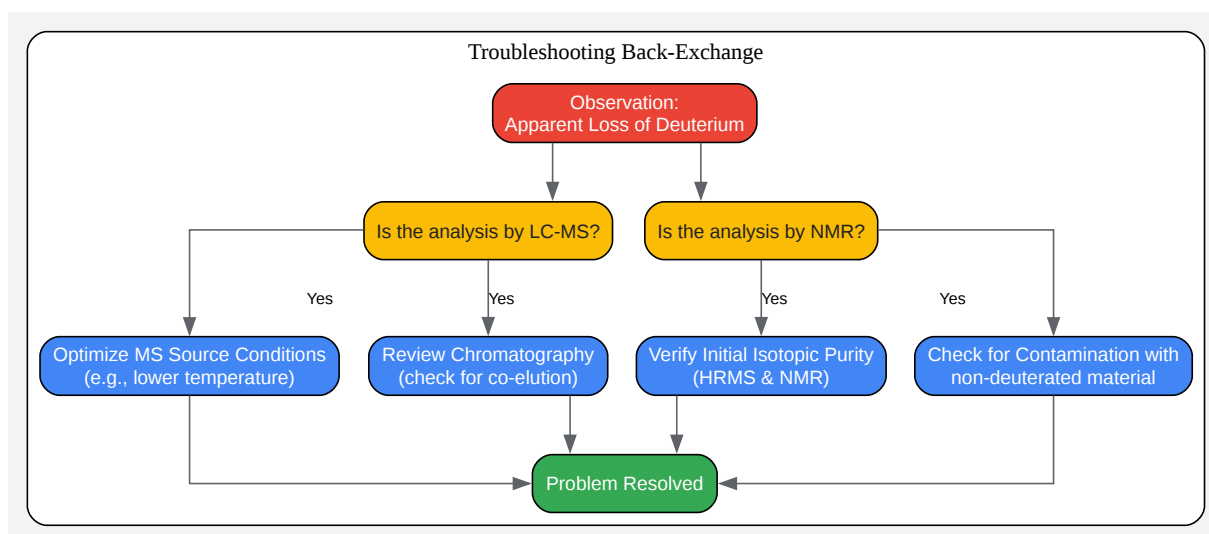 Troubleshooting Back-Exchange
Observation:
Apparent Loss of Deuterium
Is the analysis by LC-MS?
Is the analysis by NMR?
Yes
Yes
Yes
Yes
Optimize MS Source Conditions
(e.g., lower temperature)
Review Chromatography
(check for co-elution)
Verify Initial Isotopic Purity
(HRMS & NMR)
Check for Contamination with
non-deuterated material
Problem Resolved